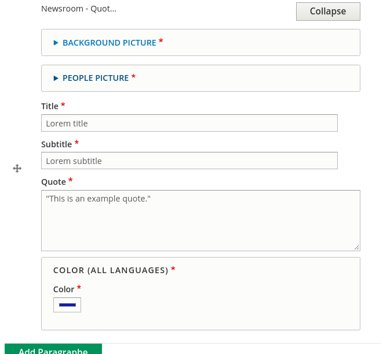 Newsroom - Quot...
Collapse
► BACKGROUND PICTURE *
► PEOPLE PICTURE *
Title *
Lorem title
Subtitle *
Lorem subtitle
Quote *
"This is an example quote."
COLOR (ALL LANGUAGES) *
Color *
Add Paragraphe